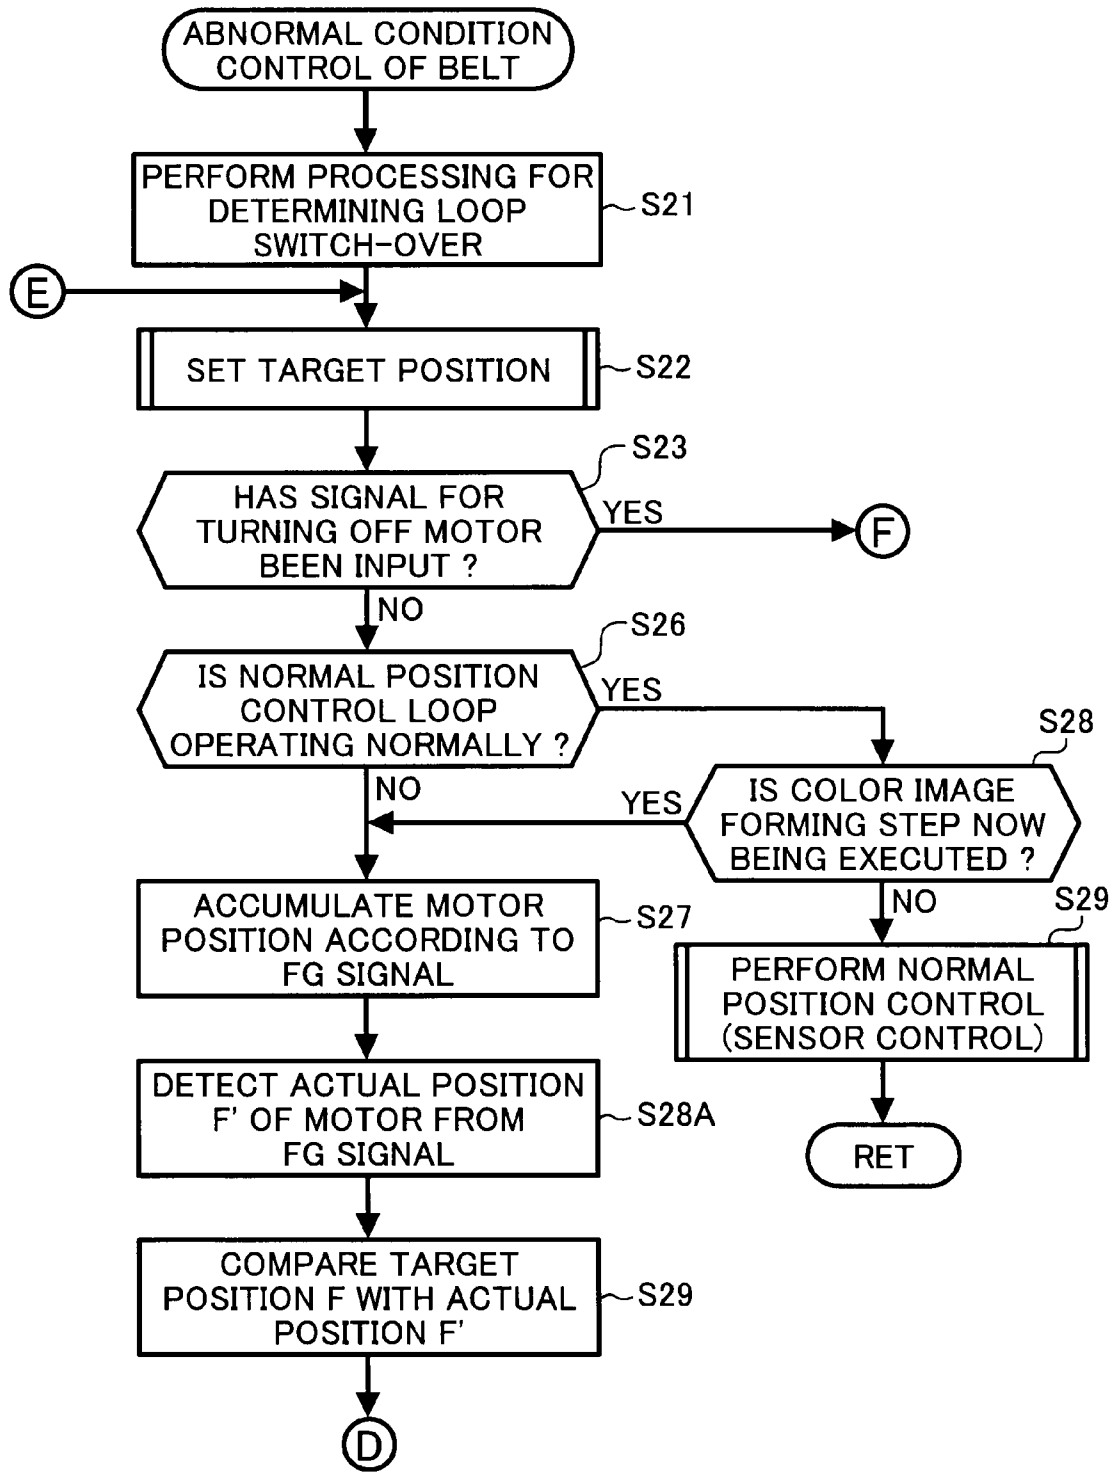 ABNORMAL CONDITION
CONTROL OF BELT
PERFORM PROCESSING FOR
DETERMINING LOOP
SWITCH-OVER
S21
E
SET TARGET POSITION
S22
S23
HAS SIGNAL FOR
TURNING OFF MOTOR
BEEN INPUT ?
YES
F
NO
S26
IS NORMAL POSITION
CONTROL LOOP
OPERATING NORMALLY ?
YES
NO
S28
IS COLOR IMAGE
FORMING STEP NOW
BEING EXECUTED ?
YES
NO
S29
PERFORM NORMAL
POSITION CONTROL
(SENSOR CONTROL)
RET
ACCUMULATE MOTOR
POSITION ACCORDING TO
FG SIGNAL
S27
DETECT ACTUAL POSITION
F' OF MOTOR FROM
FG SIGNAL
S28A
COMPARE TARGET
POSITION F WITH ACTUAL
POSITION F'
S29
D